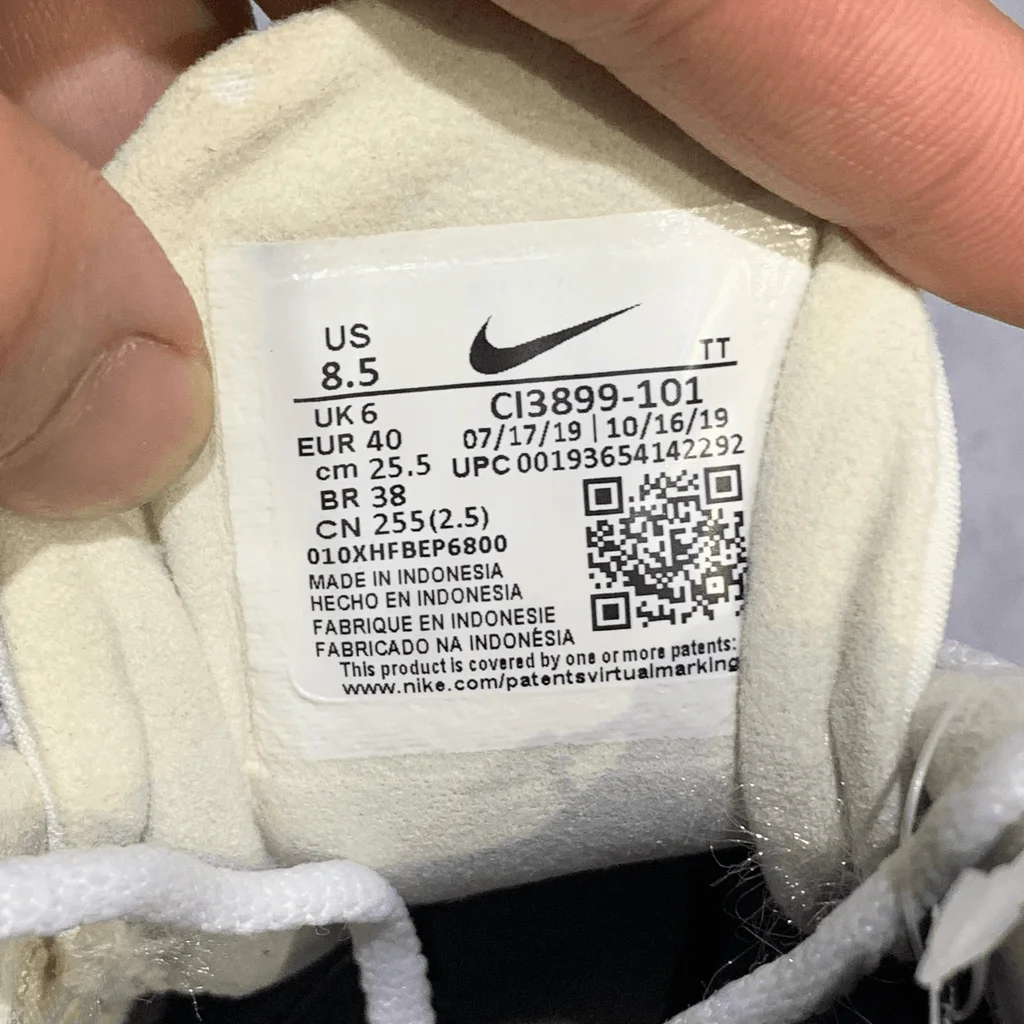 US
8.5
TT
UK 6
CI3899-101
EUR 40
07/17/19 | 10/16/19
cm 25.5
UPC 00193654142292
BR 38
CN 255(2.5)
010XHFBEP6800
MADE IN INDONESIA
HECHO EN INDONESIA
FABRIQUE EN INDONESIE
FABRICADO NA INDONÉSIA
This product is covered by one or more patents:
www.nike.com/patentsvirtualmarking